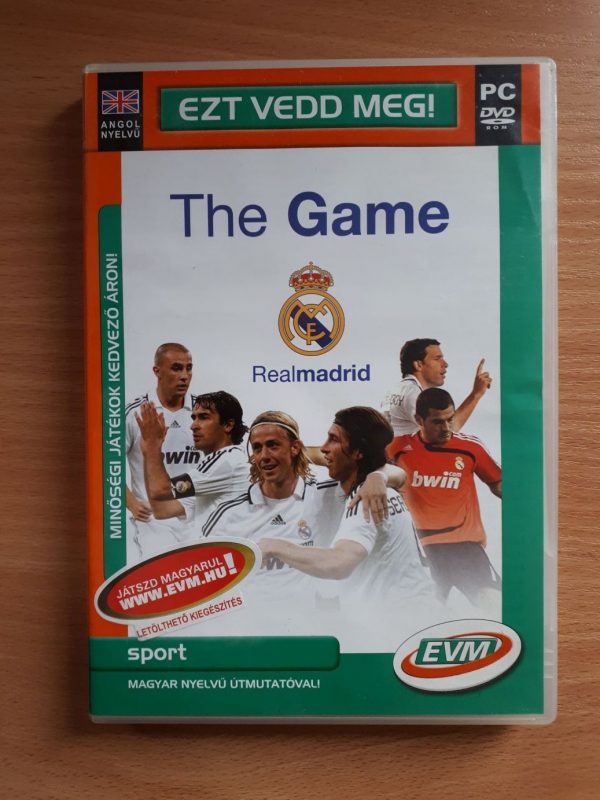 ANGOL
NYELVŰ
EZT VEDD MEG!
PC
DVD
ROM
MINŐSÉGI JÁTÉKOK KEDVEZŐ ÁRON!
The Game
Realmadrid
bwin
bwin
.com
JÁTSZD MAGYARUL
WWW.EVM.HU!
LETÖLTHETŐ KIEGÉSZÍTÉS
sport
EVM
MAGYAR NYELVŰ ÚTMUTATÓVAL!